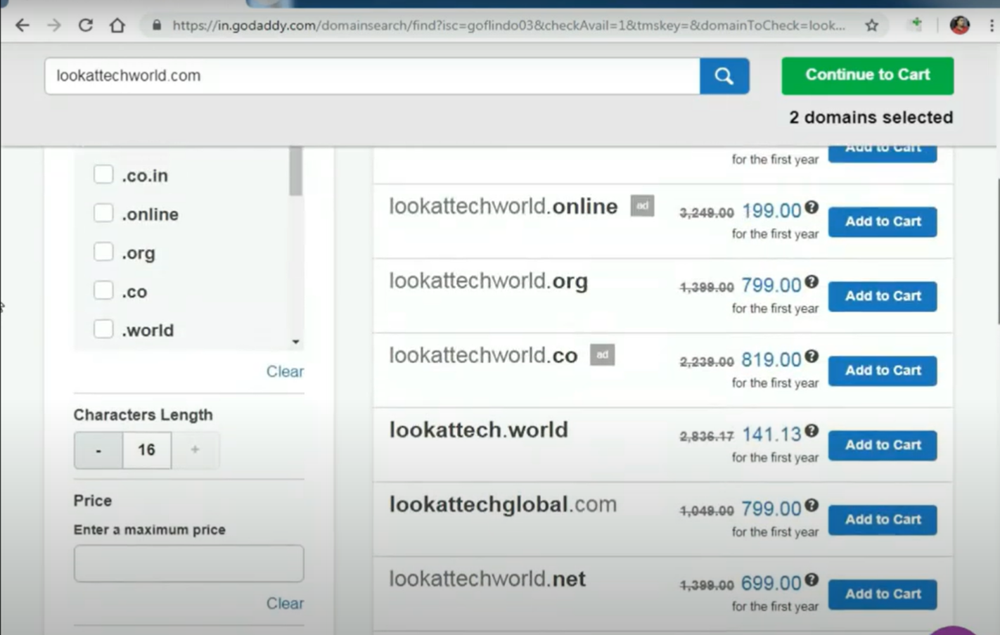 https://in.godaddy.com/domainsearch/find?isc=goflindo03&checkAvail=1&tmskey=&domainToCheck=look...
lookattechworld.com
Continue to Cart
2 domains selected
.co.in
.online
.org
.co
.world
Clear
Characters Length
- 16 +
Price
Enter a maximum price
Clear
for the first year Add to Cart
lookattechworld.online ad 3,249.00 199.00 ? Add to Cart
for the first year
lookattechworld.org 1,399.00 799.00 ? Add to Cart
for the first year
lookattechworld.co ad 2,239.00 819.00 ? Add to Cart
for the first year
lookattech.world 2,836.17 141.13 ? Add to Cart
for the first year
lookattechglobal.com 1,049.00 799.00 ? Add to Cart
for the first year
lookattechworld.net 1,399.00 699.00 ? Add to Cart
for the first year